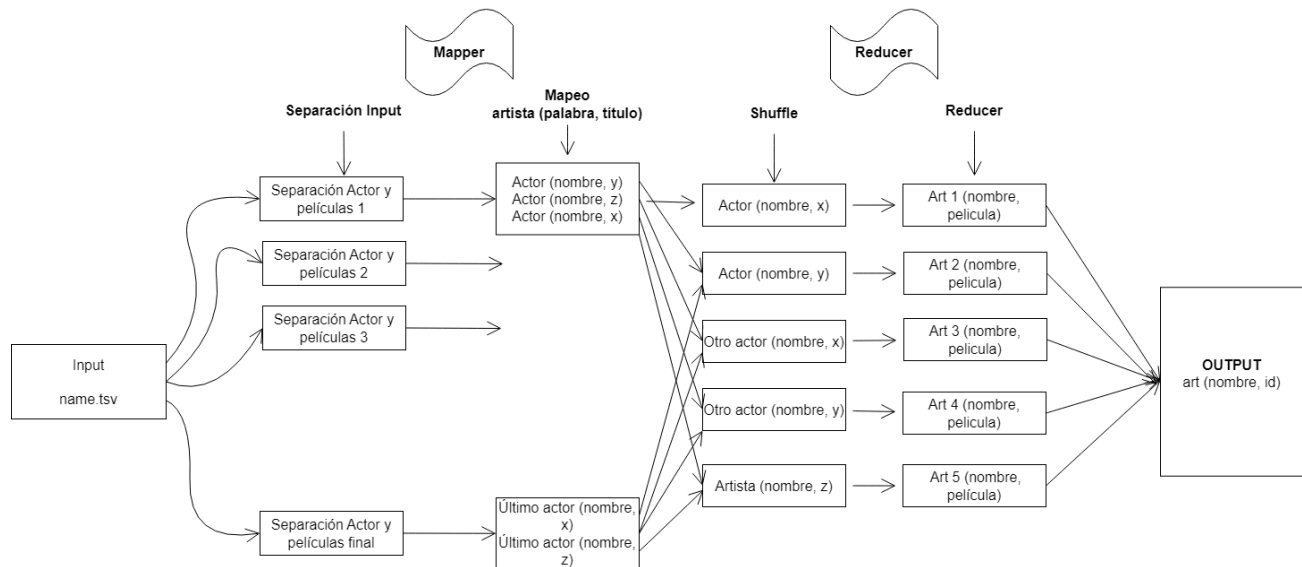 Mapper
Reducer
Separación Input
Mapeo
artista (palabra, título)
Shuffle
Reducer
Input
name.tsv
Separación Actor y
películas 1
Separación Actor y
películas 2
Separación Actor y
películas 3
Separación Actor y
películas final
Actor (nombre, y)
Actor (nombre, z)
Actor (nombre, x)
Último actor (nombre,
x)
Último actor (nombre,
z)
Actor (nombre, x)
Actor (nombre, y)
Otro actor (nombre, x)
Otro actor (nombre, y)
Artista (nombre, z)
Art 1 (nombre,
pelicula)
Art 2 (nombre,
pelicula)
Art 3 (nombre,
pelicula)
Art 4 (nombre,
pelicula)
Art 5 (nombre,
película)
OUTPUT
art (nombre, id)